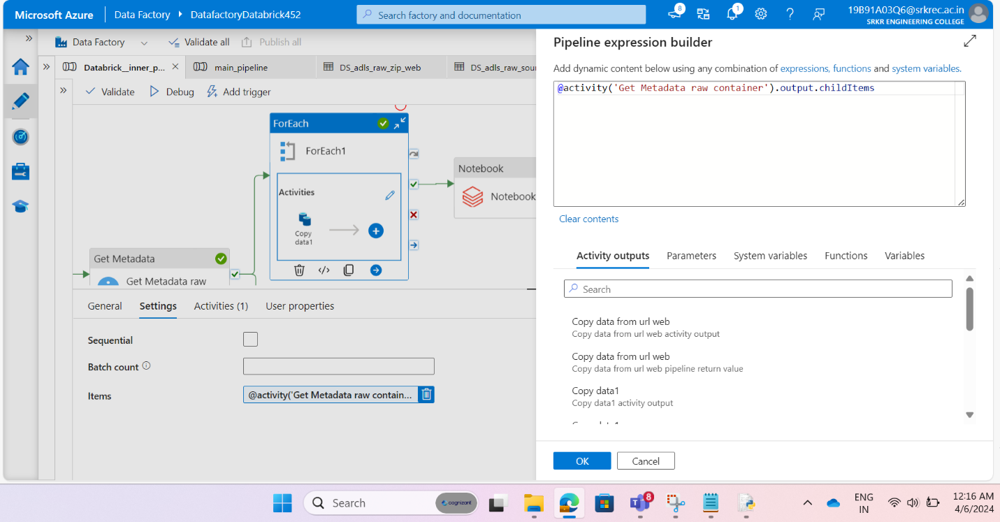 Microsoft Azure
Data Factory
DatafactoryDatabrick452
Search factory and documentation
8
1
19B91A03Q6@srkrec.ac.in
SRKR ENGINEERING COLLEGE
Data Factory
Validate all
Publish all
Databrick__inner_p...
main_pipeline
DS_adls_raw_zip_web
DS_adls_raw_sou
Validate
Debug
Add trigger
ForEach
ForEach1
Activities
Copy
data1
Notebook
Notebook
Get Metadata
Get Metadata raw
General
Settings
Activities (1)
User properties
Sequential
Batch count
Items
@activity('Get Metadata raw contain...
Pipeline expression builder
Add dynamic content below using any combination of expressions, functions and system variables.
@activity('Get Metadata raw container').output.childItems
Clear contents
Activity outputs
Parameters
System variables
Functions
Variables
Search
Copy data from url web
Copy data from url web activity output
Copy data from url web
Copy data from url web pipeline return value
Copy data1
Copy data1 activity output
OK
Cancel
Search
cognizant
8
ENG
IN
12:16 AM
4/6/2024